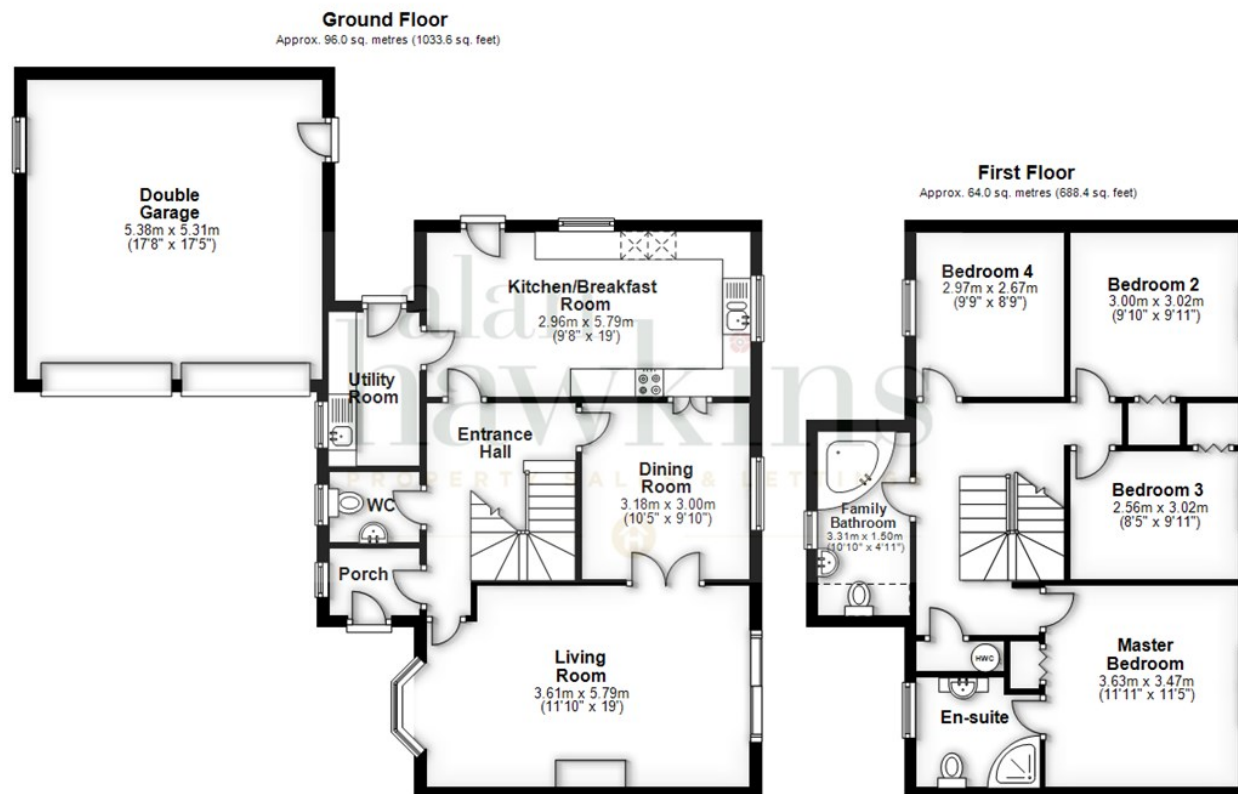 Ground Floor
Approx. 96.0 sq. metres (1033.6 sq. feet)
Double
Garage
5.38m x 5.31m
(17'8" x 17'5")
Kitchen/Breakfast
Room
2.96m x 5.79m
(9'8" x 19')
Utility
Room
Entrance
Hall
Dining
Room
3.18m x 3.00m
(10'5" x 9'10")
WC
Porch
Living
Room
3.61m x 5.79m
(11'10" x 19')
First Floor
Approx. 64.0 sq. metres (688.4 sq. feet)
Bedroom 4
2.97m x 2.67m
(9'9" x 8'9")
Bedroom 2
3.00m x 3.02m
(9'10" x 9'11")
Bedroom 3
2.56m x 3.02m
(8'5" x 9'11")
Family
Bathroom
3.31m x 1.50m
(10'10" x 4'11")
Master
Bedroom
3.63m x 3.47m
(11'11" x 11'5")
HWC
En-suite
alan
hawkins
PROPERTY SALES & LETTINGS